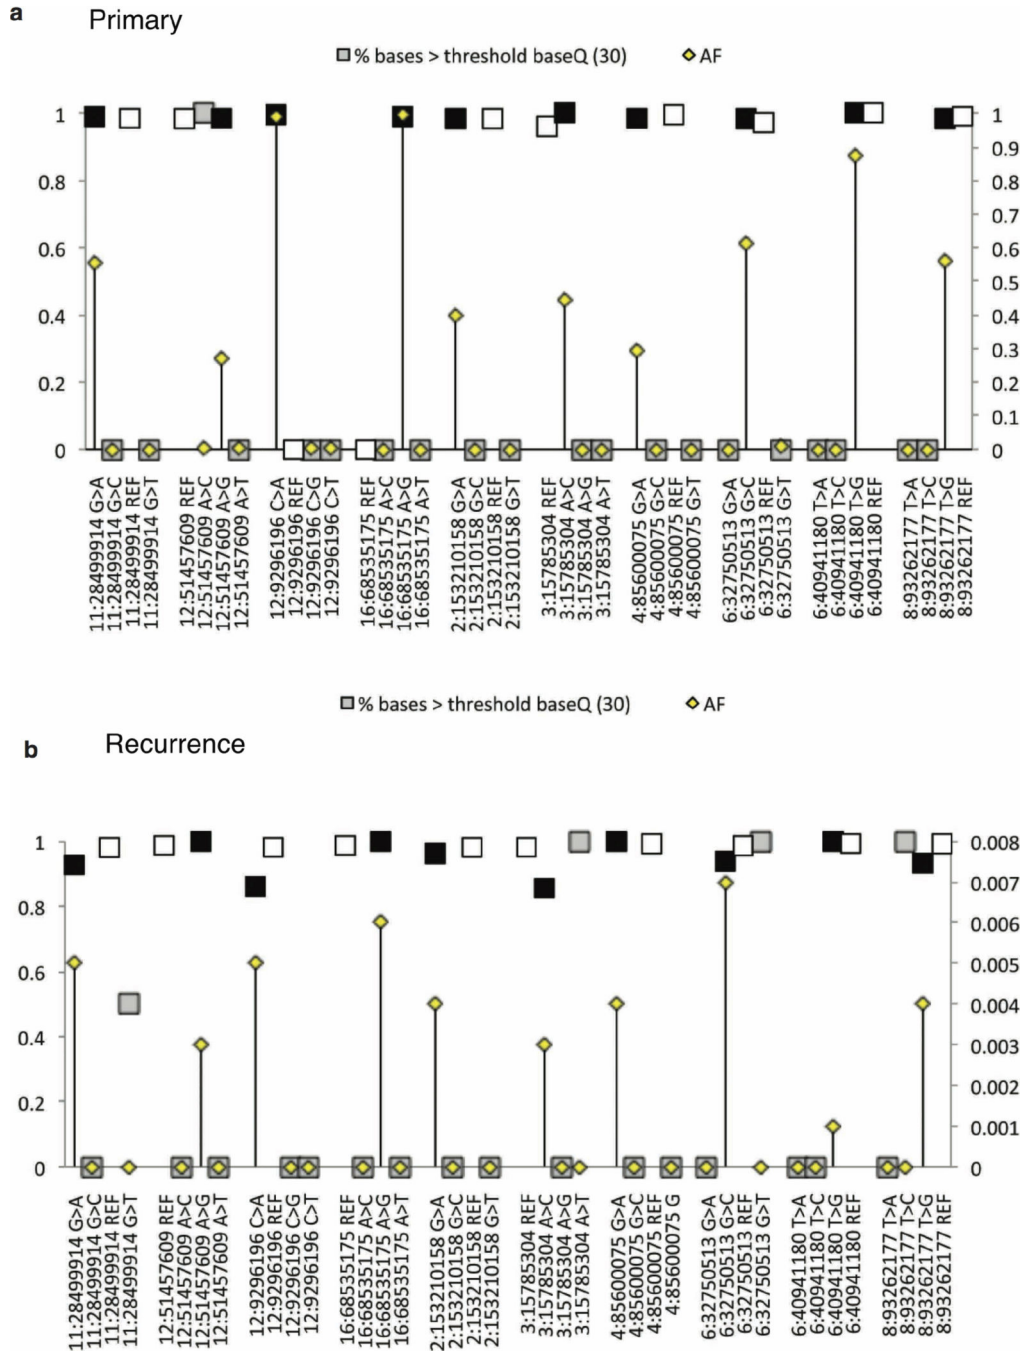 a
Primary
% bases > threshold baseQ (30) AF
1 1
0.9
0.8 0.8
0.7
0.6 0.6
0.5
0.4 0.4
0.3
0.2 0.2
0.1
0 0
11:28499914 G>A
11:28499914 G>C
11:28499914 REF
11:28499914 G>T
12:51457609 REF
12:51457609 A>C
12:51457609 A>G
12:51457609 A>T
12:9296196 C>A
12:9296196 REF
12:9296196 C>G
12:9296196 C>T
16:68535175 REF
16:68535175 A>C
16:68535175 A>G
16:68535175 A>T
2:153210158 G>A
2:153210158 G>C
2:153210158 REF
2:153210158 G>T
3:15785304 REF
3:15785304 A>C
3:15785304 A>G
3:15785304 A>T
4:85600075 G>A
4:85600075 G>C
4:85600075 REF
4:85600075 G>T
6:32750513 G>A
6:32750513 G>C
6:32750513 REF
6:32750513 G>T
6:40941180 T>A
6:40941180 T>C
6:40941180 T>G
6:40941180 REF
8:93262177 T>A
8:93262177 T>C
8:93262177 T>G
8:93262177 REF
% bases > threshold baseQ (30) AF
b
Recurrence
1 0.008
0.007
0.8
0.006
0.6 0.005
0.004
0.4
0.003
0.002
0.2
0.001
0 0
11:28499914 G>A
11:28499914 G>C
11:28499914 REF
11:28499914 G>T
12:51457609 REF
12:51457609 A>C
12:51457609 A>G
12:51457609 A>T
12:9296196 C>A
12:9296196 REF
12:9296196 C>G
12:9296196 C>T
16:68535175 REF
16:68535175 A>C
16:68535175 A>G
16:68535175 A>T
2:153210158 G>A
2:153210158 G>C
2:153210158 REF
2:153210158 G>T
3:15785304 REF
3:15785304 A>C
3:15785304 A>G
3:15785304 A>T
4:85600075 G>A
4:85600075 G>C
4:85600075 REF
4:85600075 G
6:32750513 G>A
6:32750513 G>C
6:32750513 REF
6:32750513 G>T
6:40941180 T>A
6:40941180 T>C
6:40941180 T>G
6:40941180 REF
8:93262177 T>A
8:93262177 T>C
8:93262177 T>G
8:93262177 REF